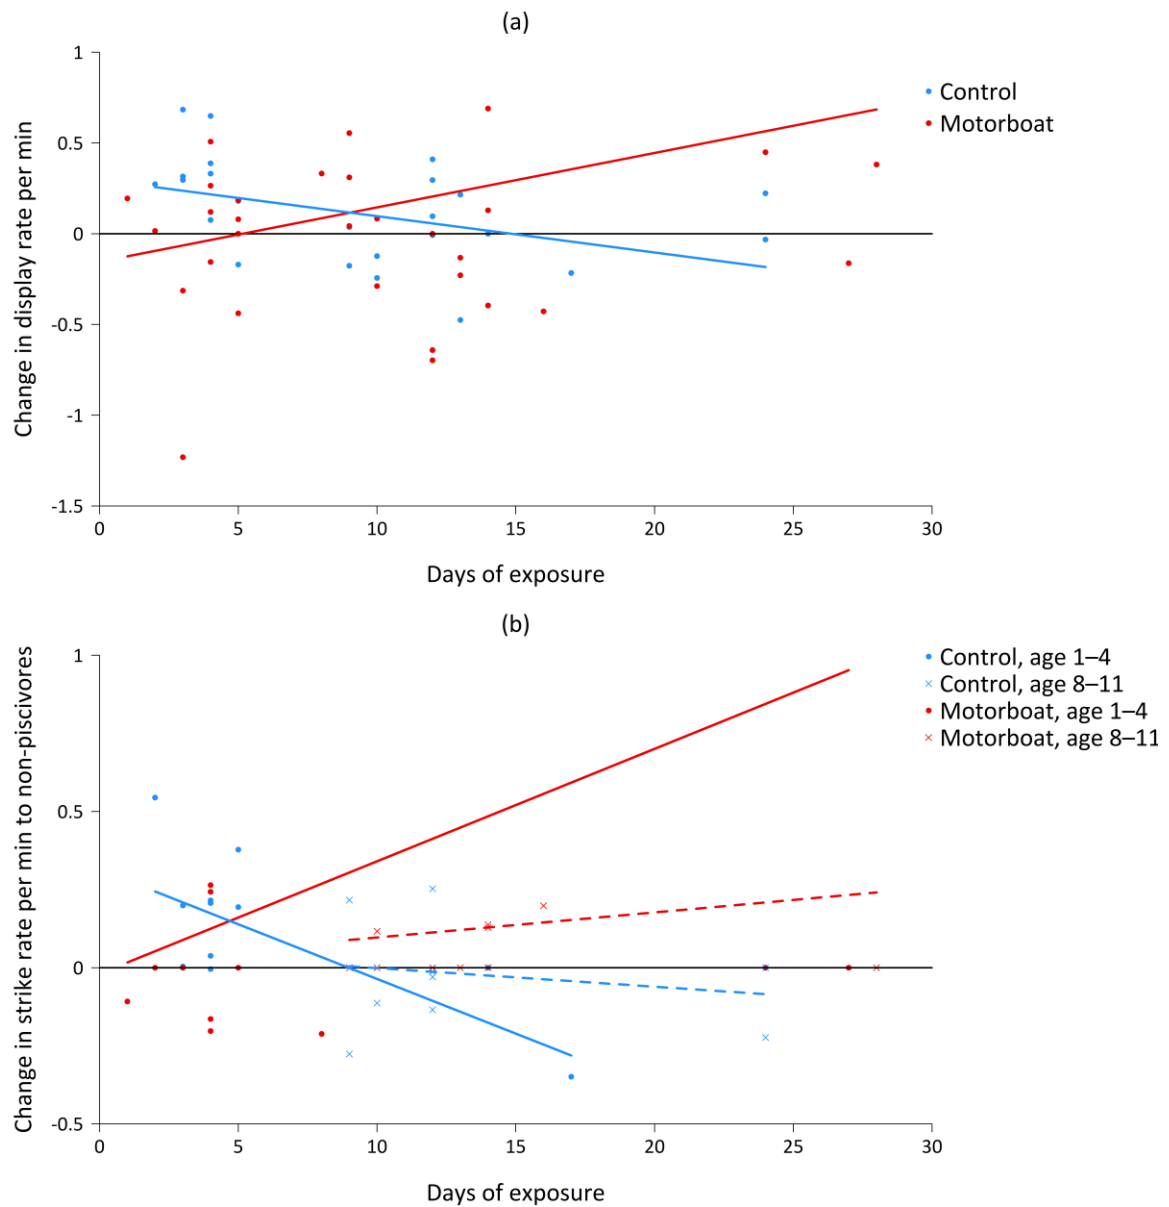 (a)
1
0.5
0
-0.5
-1
-1.5
Change in display rate per min
0 5 10 15 20 25 30
Days of exposure
Control
Motorboat
(b)
1
0.5
0
-0.5
Change in strike rate per min to non-piscivores
0 5 10 15 20 25 30
Days of exposure
Control, age 1–4
Control, age 8–11
Motorboat, age 1–4
Motorboat, age 8–11